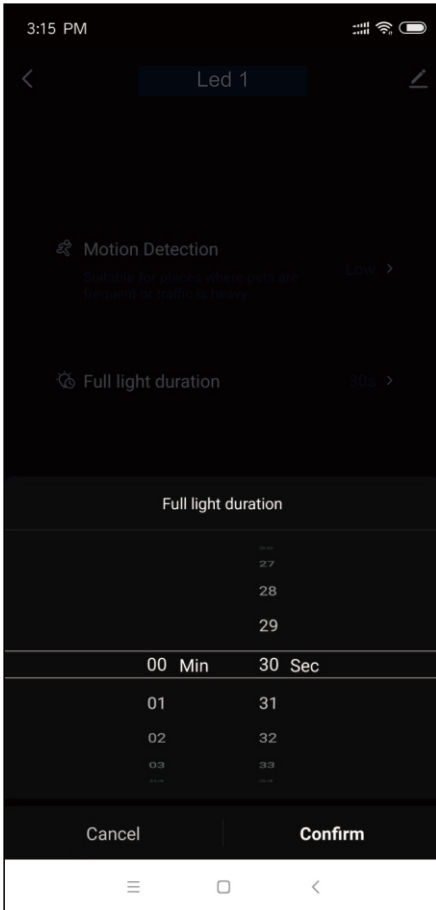 3:15 PM
Led 1
Motion Detection
Suitable for places where pets are
frequent or traffic is heavy
Low
Full light duration
30s
Full light duration
27
28
29
00 Min 30 Sec
01 31
02 32
03 33
Cancel Confirm